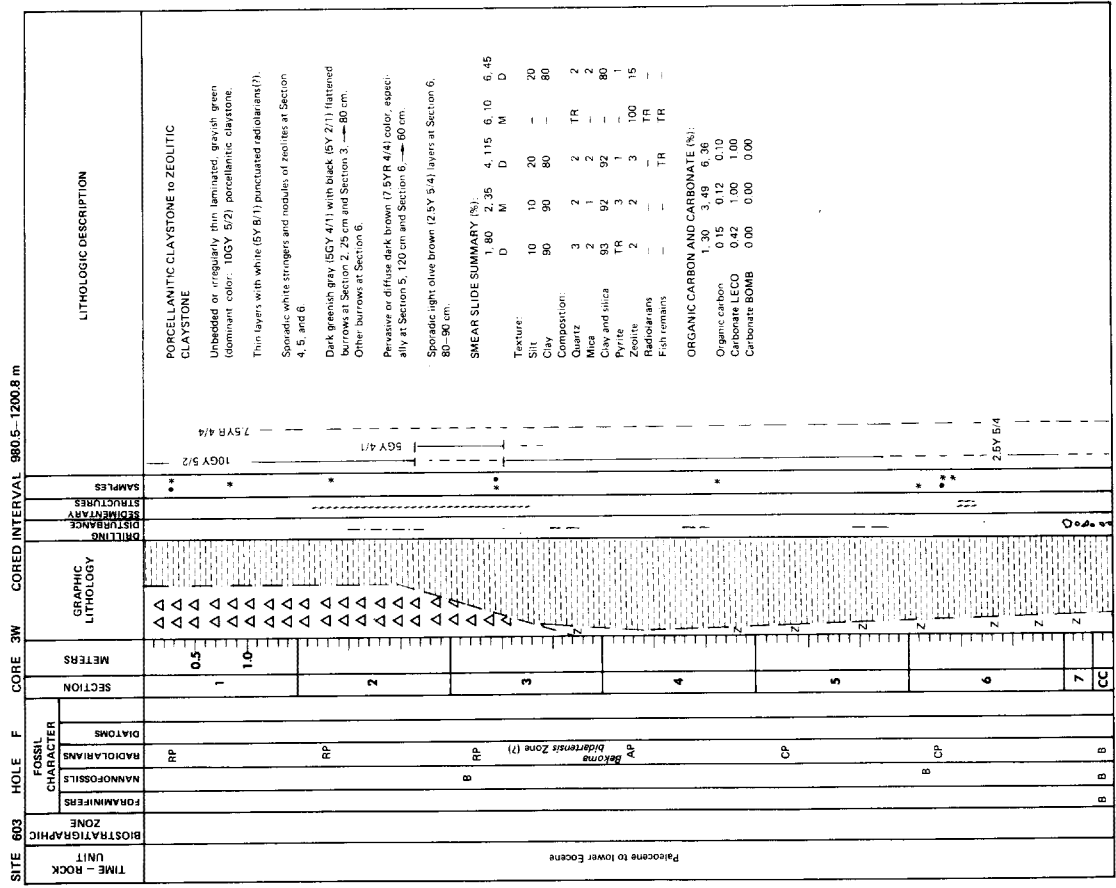 SITE 603 HOLE F CORE 3W CORED INTERVAL 980.5–1200.8 m
TIME – ROCK UNIT
BIOSTRATIGRAPHIC ZONE
FOSSIL CHARACTER
FORAMINIFERS
NANNOFOSSILS
RADIOLARIANS
DIATOMS
SECTION
METERS
GRAPHIC LITHOLOGY
DRILLING DISTURBANCE
SEDIMENTARY STRUCTURES
SAMPLES
LITHOLOGIC DESCRIPTION
Paleocene to lower Eocene
B
B
B
B
RP
RP
RP
Bekoma bidartensis Zone (?)
AP
CP
CP
B
1
2
3
4
5
6
7
CC
0.5
1.0
Z
Z
Z
Z
Z
Z
Z
Z
10GY 5/2
7.5YR 4/4
5GY 4/1
2.5Y 5/4
PORCELLANITIC CLAYSTONE to ZEOLITIC
CLAYSTONE
Unbedded or irregularly thin laminated, grayish green
(dominant color: 10GY 5/2) porcellanitic claystone.
Thin layers with white (5Y 8/1) punctuated radiolarians(?).
Sporadic white stringers and nodules of zeolites at Section
4, 5, and 6.
Dark greenish gray (5GY 4/1) with black (5Y 2/1) flattened
burrows at Section 2, 25 cm and Section 3, → 80 cm.
Other burrows at Section 6.
Pervasive or diffuse dark brown (7.5YR 4/4) color, especi-
ally at Section 5, 120 cm and Section 6, → 60 cm.
Sporadic light olive brown (2.5Y 5/4) layers at Section 6,
80–90 cm.
SMEAR SLIDE SUMMARY (%):
1, 80 2, 35 4, 115 6, 10 6, 45
D M D M D
Texture:
Silt 10 10 20 – 20
Clay 90 90 80 – 80
Composition:
Quartz 3 2 2 TR 2
Mica 2 1 2 – 2
Clay and silica 93 92 92 – 80
Pyrite TR 3 1 – 1
Zeolite 2 2 3 100 15
Radiolarians – – – TR –
Fish remains – – TR TR –
ORGANIC CARBON AND CARBONATE (%):
1, 30 3, 49 6, 36
Organic carbon 0.15 0.12 0.10
Carbonate LECO 0.42 1.00 1.00
Carbonate BOMB 0.00 0.00 0.00